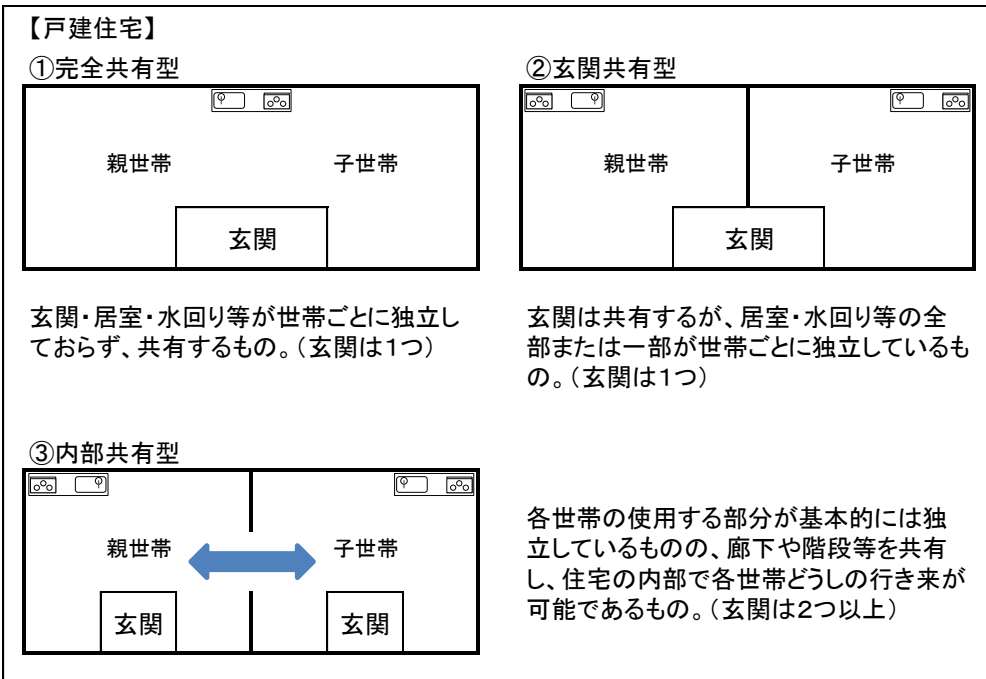 【戸建住宅】
①完全共有型
親世帯
子世帯
玄関
玄関・居室・水回り等が世帯ごとに独立し
ておらず、共有するもの。（玄関は１つ）
②玄関共有型
親世帯
子世帯
玄関
玄関は共有するが、居室・水回り等の全
部または一部が世帯ごとに独立しているも
の。（玄関は１つ）
③内部共有型
親世帯
子世帯
玄関
玄関
各世帯の使用する部分が基本的には独
立しているものの、廊下や階段等を共有
し、住宅の内部で各世帯どうしの行き来が
可能であるもの。（玄関は２つ以上）